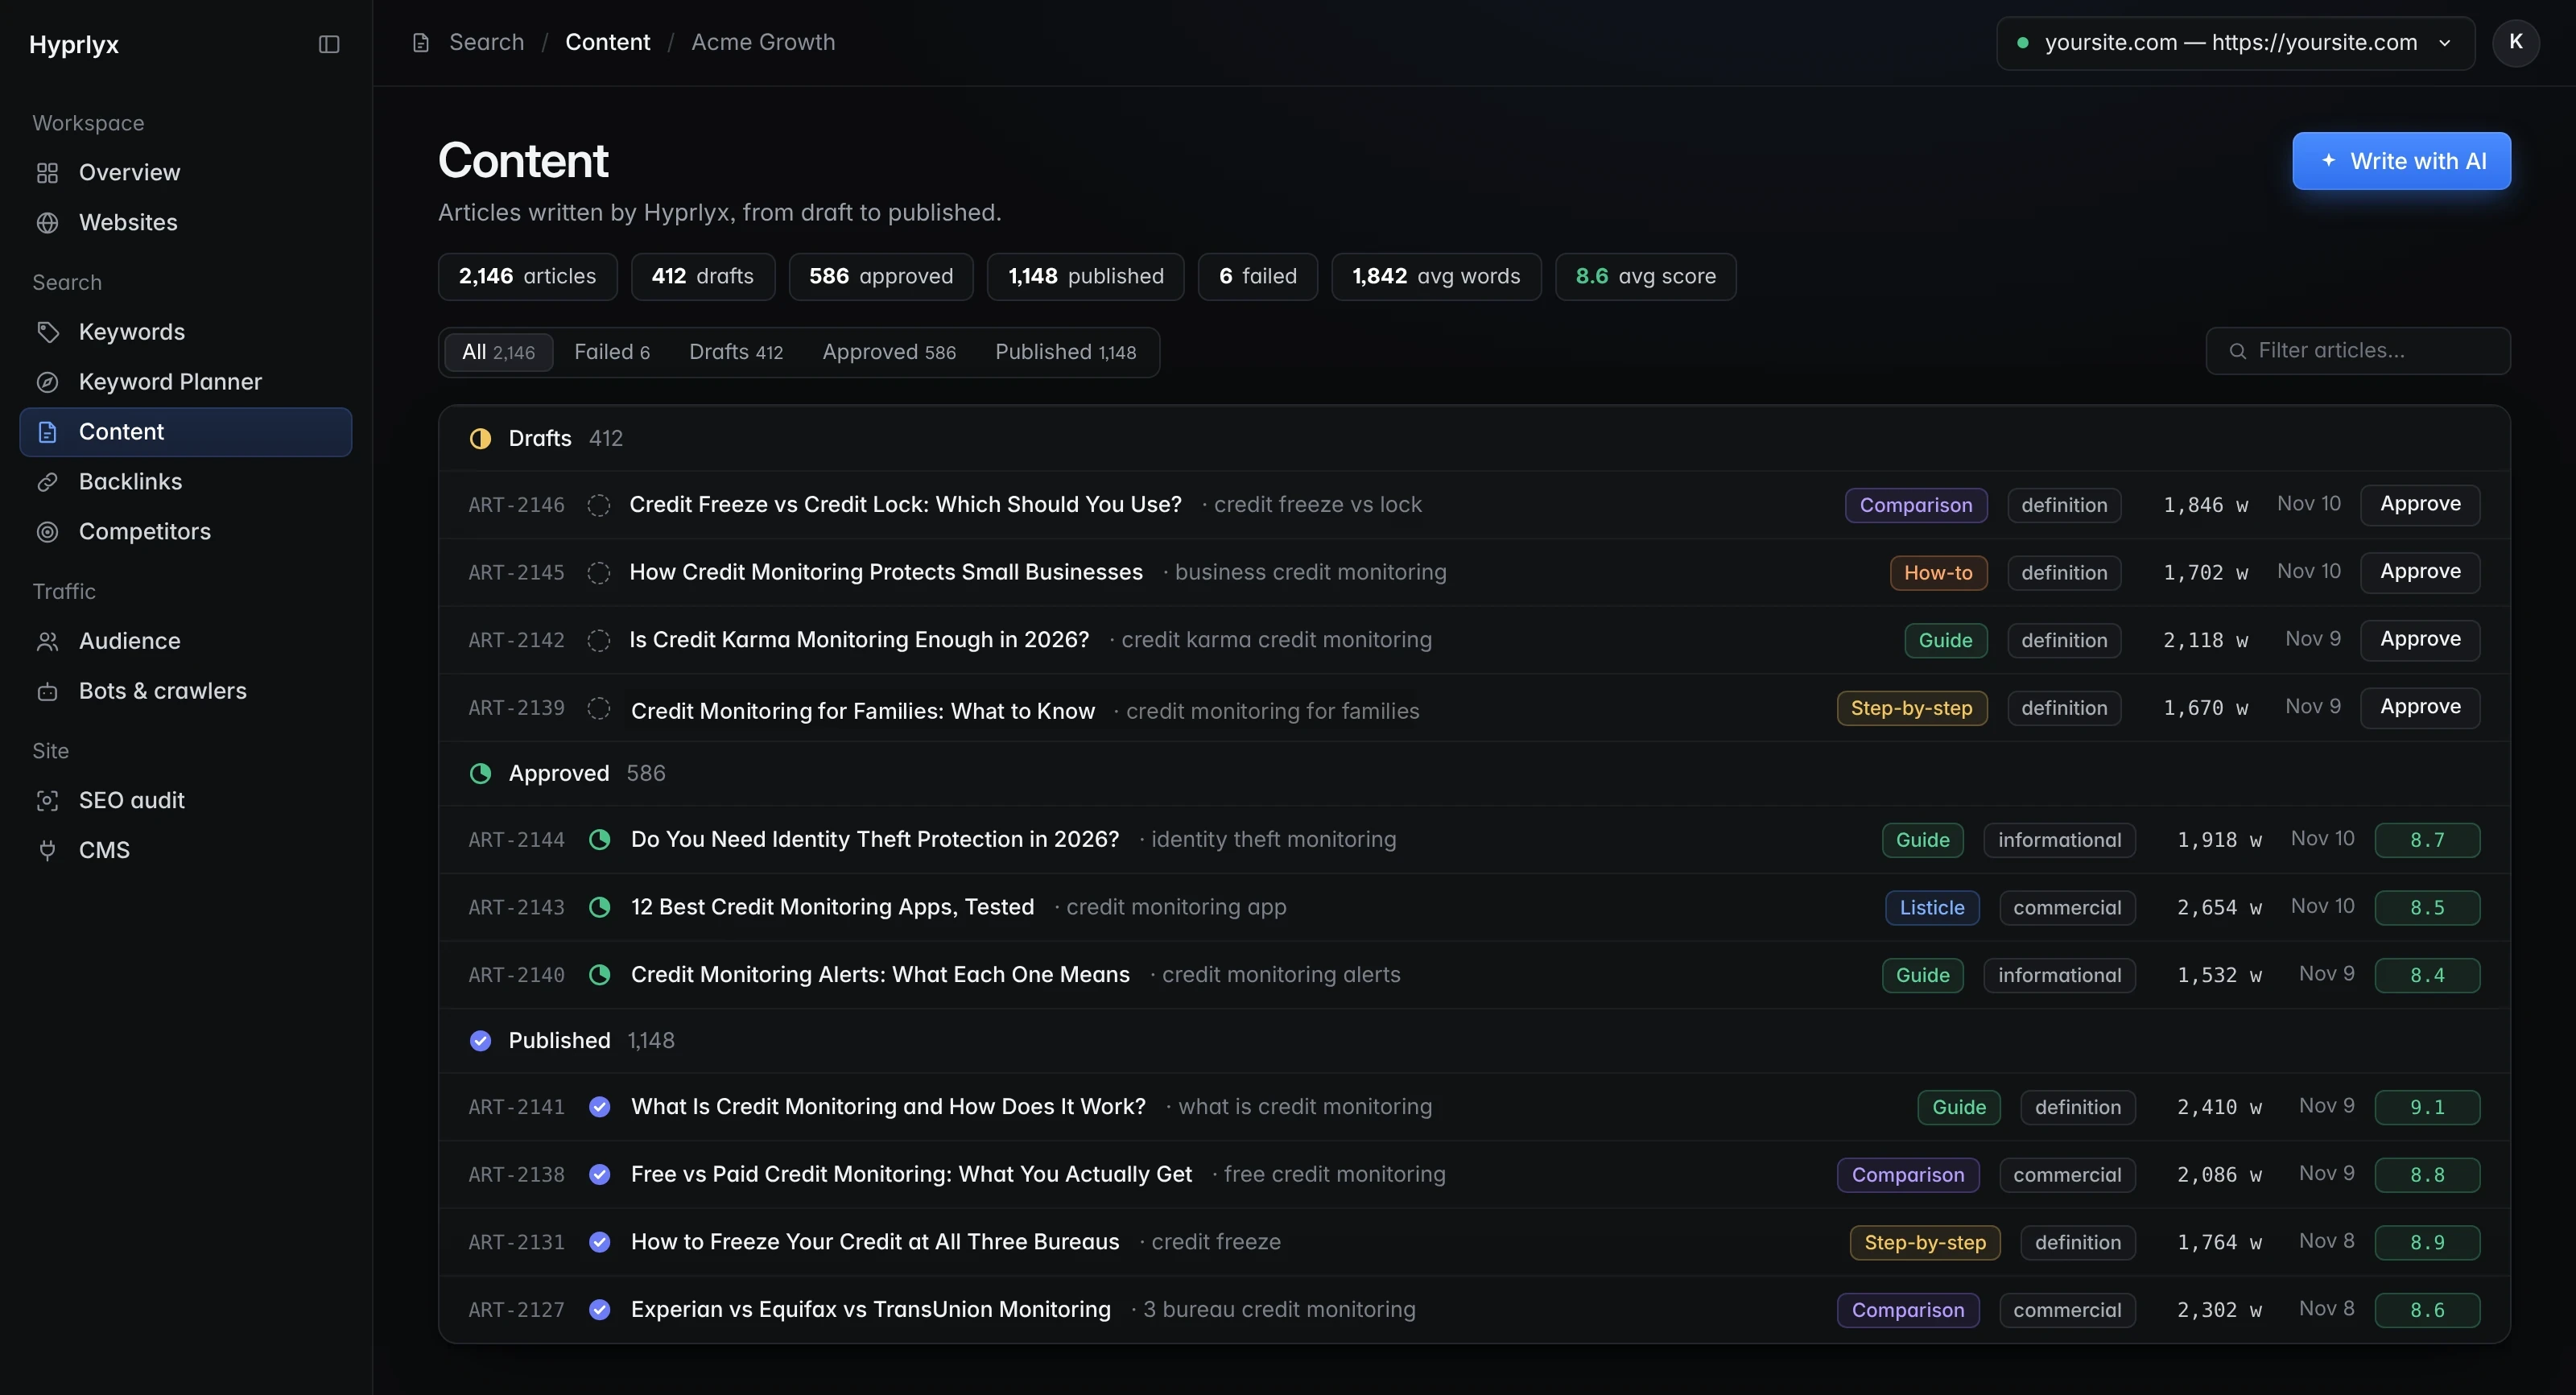 Hyprlyx
Workspace
Overview
Websites
Search
Keywords
Keyword Planner
Content
Backlinks
Competitors
Traffic
Audience
Bots & crawlers
Site
SEO audit
CMS
Search / Content / Acme Growth
yoursite.com — https://yoursite.com
K
Content
Write with AI
Articles written by Hyprlyx, from draft to published.
2,146 articles 412 drafts 586 approved 1,148 published 6 failed 1,842 avg words 8.6 avg score
All 2,146 Failed 6 Drafts 412 Approved 586 Published 1,148
Filter articles...
Drafts 412
ART-2146 Credit Freeze vs Credit Lock: Which Should You Use? · credit freeze vs lock Comparison definition 1,846 w Nov 10 Approve
ART-2145 How Credit Monitoring Protects Small Businesses · business credit monitoring How-to definition 1,702 w Nov 10 Approve
ART-2142 Is Credit Karma Monitoring Enough in 2026? · credit karma credit monitoring Guide definition 2,118 w Nov 9 Approve
ART-2139 Credit Monitoring for Families: What to Know · credit monitoring for families Step-by-step definition 1,670 w Nov 9 Approve
Approved 586
ART-2144 Do You Need Identity Theft Protection in 2026? · identity theft monitoring Guide informational 1,918 w Nov 10 8.7
ART-2143 12 Best Credit Monitoring Apps, Tested · credit monitoring app Listicle commercial 2,654 w Nov 10 8.5
ART-2140 Credit Monitoring Alerts: What Each One Means · credit monitoring alerts Guide informational 1,532 w Nov 9 8.4
Published 1,148
ART-2141 What Is Credit Monitoring and How Does It Work? · what is credit monitoring Guide definition 2,410 w Nov 9 9.1
ART-2138 Free vs Paid Credit Monitoring: What You Actually Get · free credit monitoring Comparison commercial 2,086 w Nov 9 8.8
ART-2131 How to Freeze Your Credit at All Three Bureaus · credit freeze Step-by-step definition 1,764 w Nov 8 8.9
ART-2127 Experian vs Equifax vs TransUnion Monitoring · 3 bureau credit monitoring Comparison commercial 2,302 w Nov 8 8.6